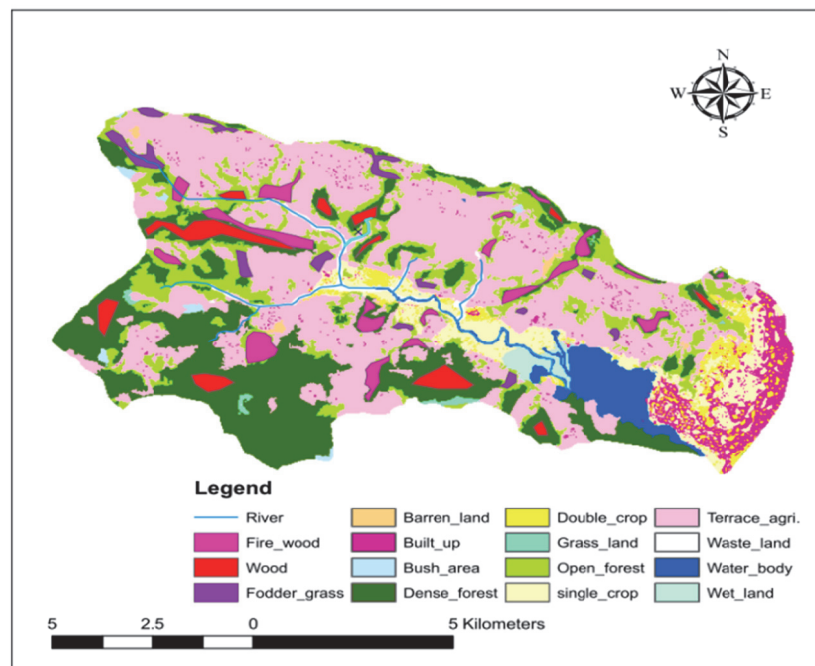 N
W E
S
Legend
River Barren_land Double_crop Terrace_agri.
Fire_wood Built_up Grass_land Waste_land
Wood Bush_area Open_forest Water_body
Fodder_grass Dense_forest single_crop Wet_land
5 2.5 0 5 Kilometers